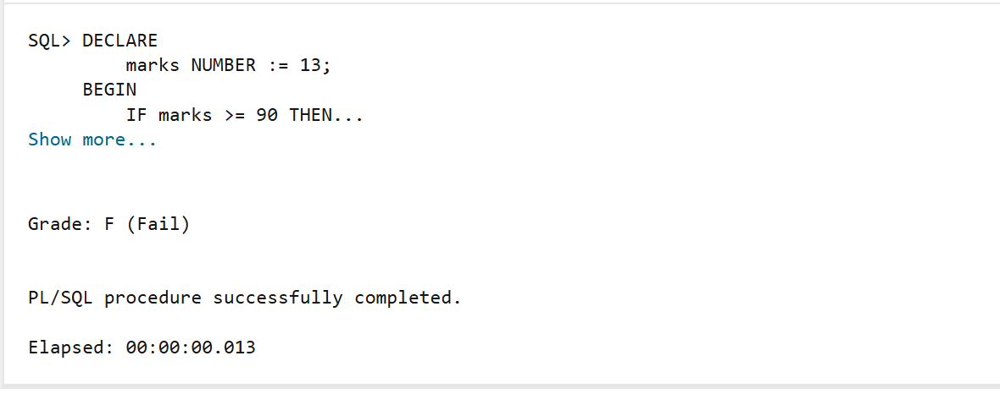 SQL> DECLARE
         marks NUMBER := 13;
     BEGIN
         IF marks >= 90 THEN...
Show more...
Grade: F (Fail)
PL/SQL procedure successfully completed.
Elapsed: 00:00:00.013